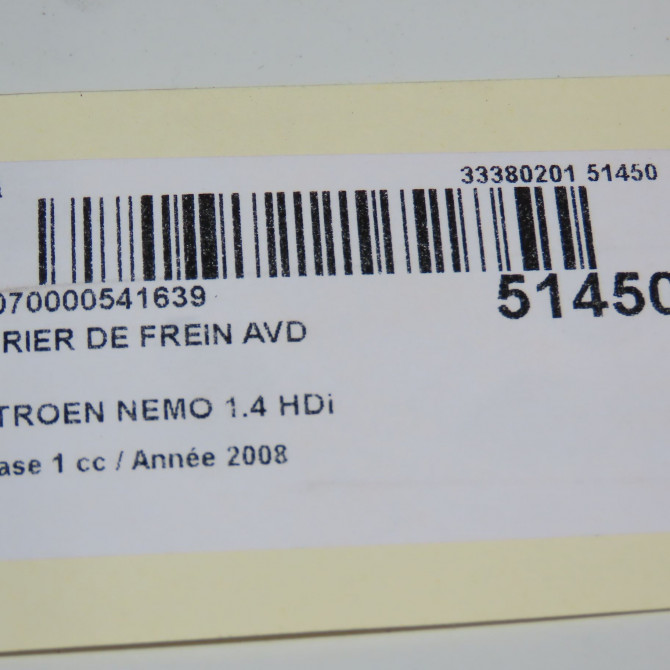 33380201 51450
070000541639
51450
RIER DE FREIN AVD
TROEN NEMO 1.4 HDi
ase 1 cc / Année 2008